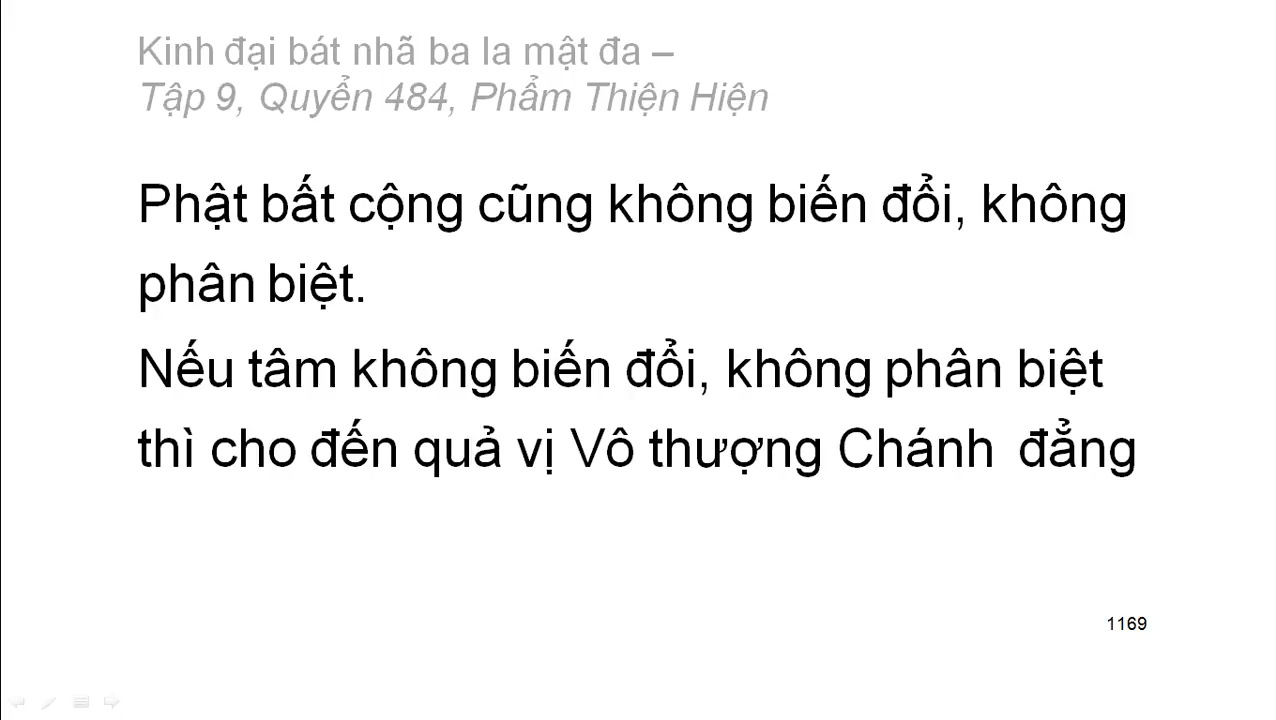 Kinh đại bát nhã ba la mật đa –
Tập 9, Quyển 484, Phẩm Thiện Hiện
Phật bất cộng cũng không biến đổi, không
phân biệt.
Nếu tâm không biến đổi, không phân biệt
thì cho đến quả vị Vô thượng Chánh đẳng
1169